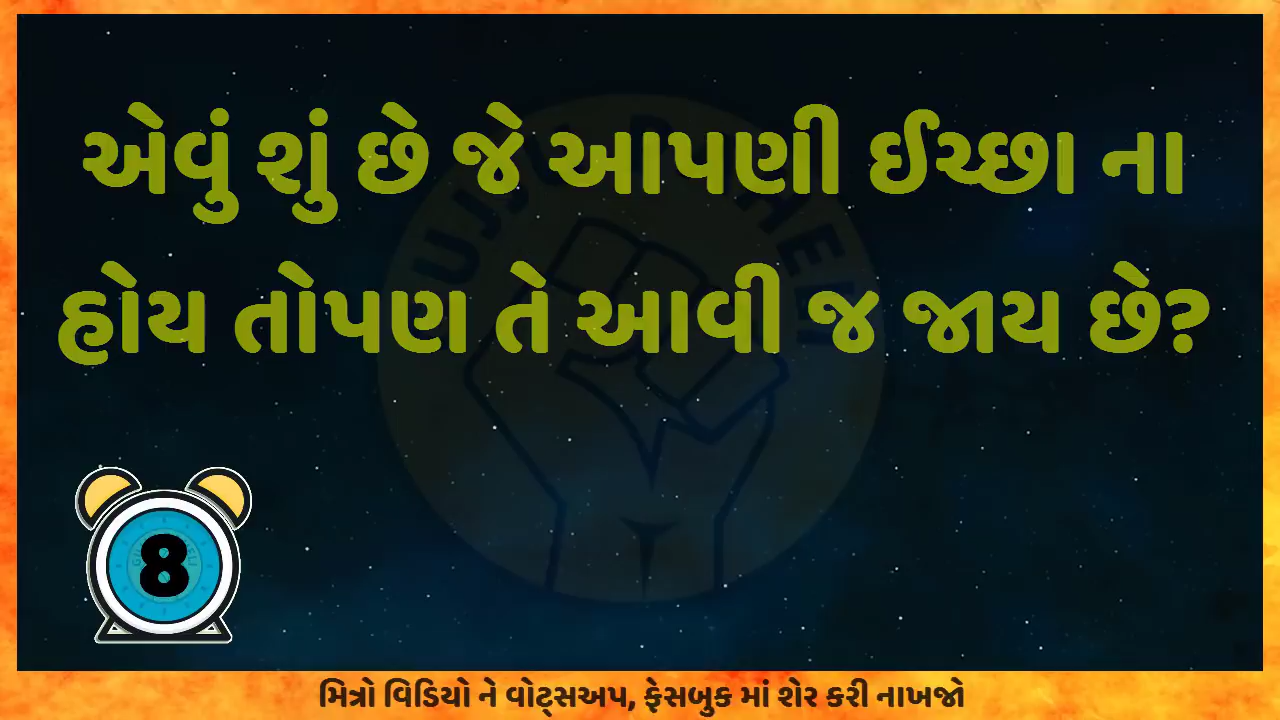 એવું શું છે જે આપણી ઈચ્છા ના
હોય તોપણ તે આવી જ જાય છે?
8
મિત્રો વિડિયો ને વોટ્સઅપ, ફેસબુક માં શેર કરી નાખજો